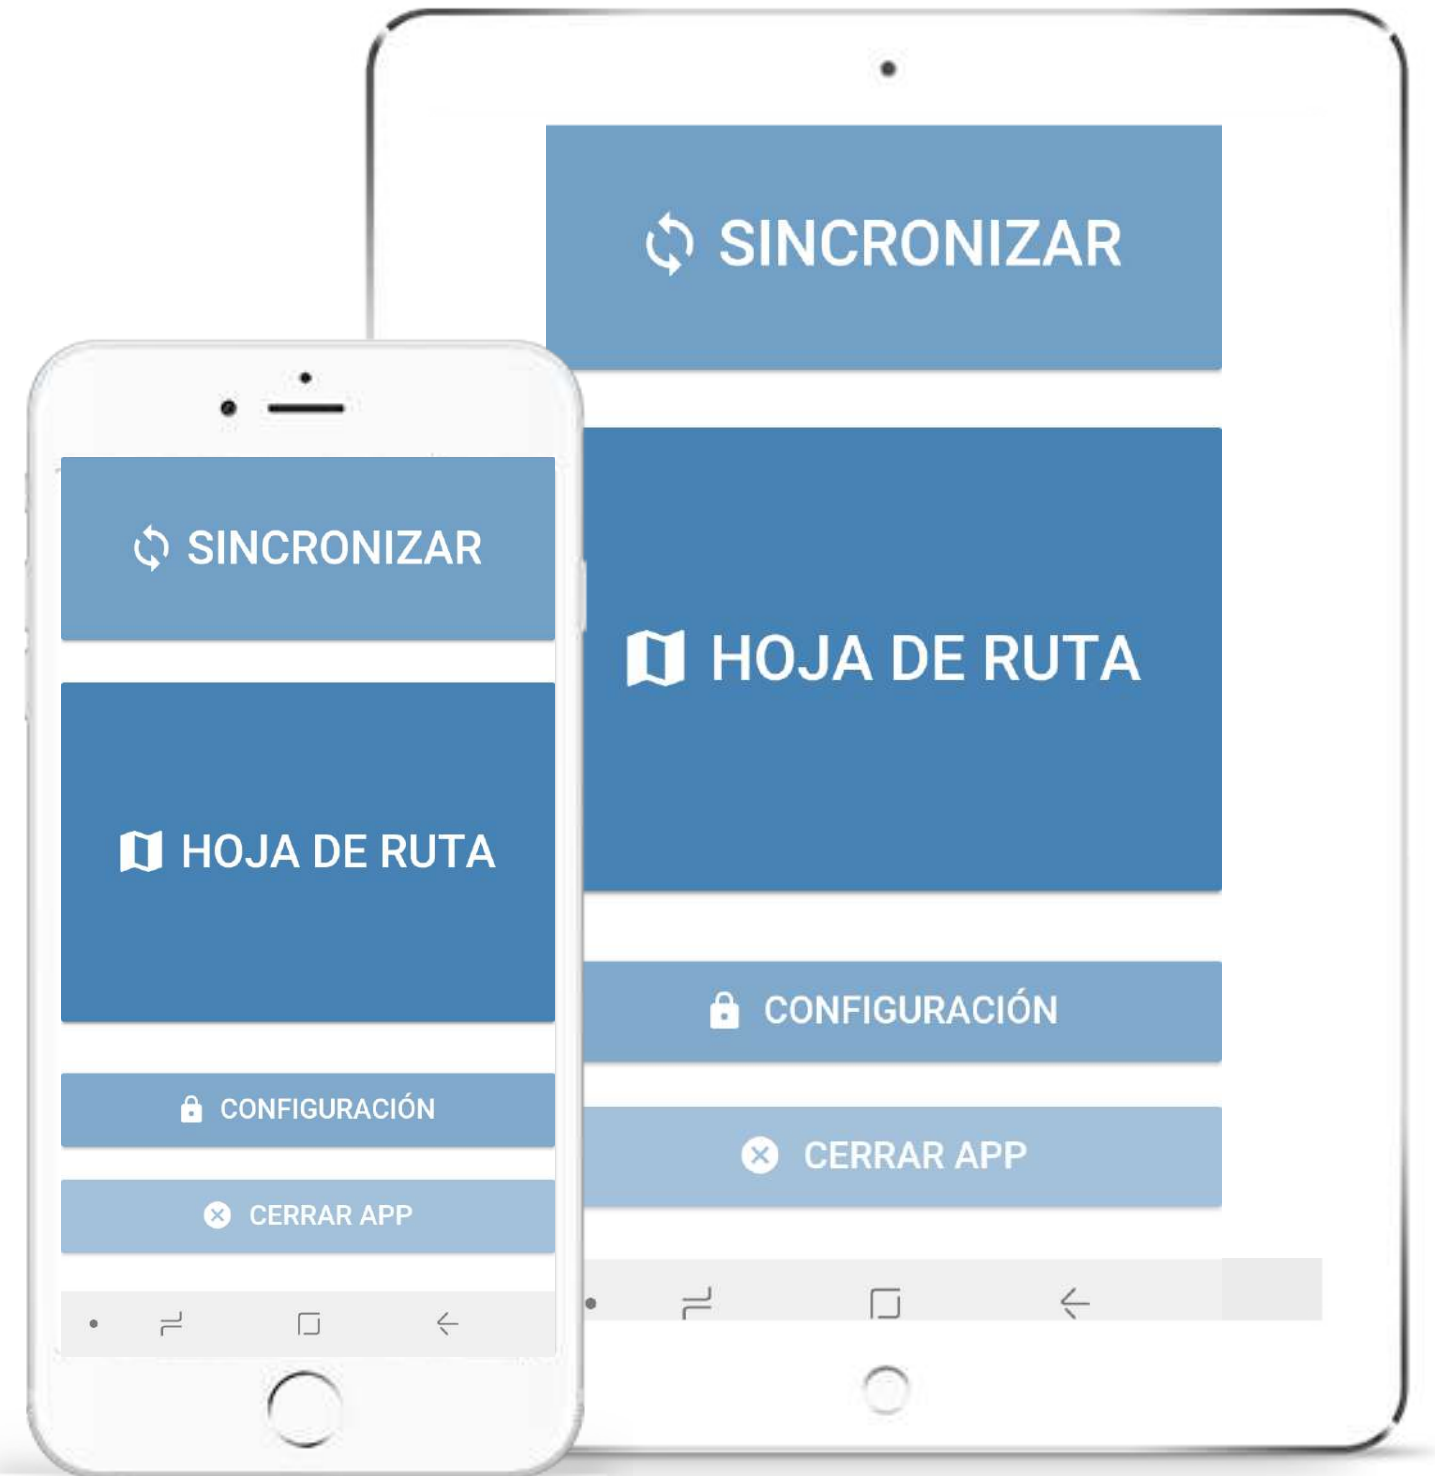 SINCRONIZAR
HOJA DE RUTA
CONFIGURACIÓN
CERRAR APP
SINCRONIZAR
HOJA DE RUTA
CONFIGURACIÓN
CERRAR APP